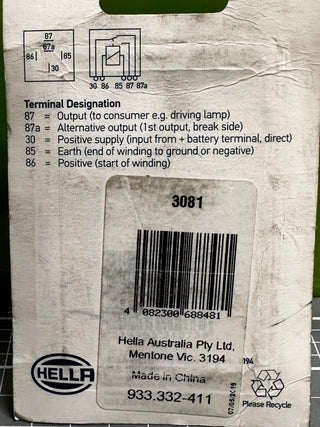 87
87a
86
85
30
30 86 85 87 87a
Terminal Designation
87 = Output (to consumer e.g. driving lamp)
87a = Alternative output (1st output, break side)
30 = Positive supply (input from + battery terminal, direct)
85 = Earth (end of winding to ground or negative)
86 = Positive (start of winding)
3081
4 082300 688481
Hella Australia Pty Ltd,
Mentone Vic. 3194
194
Made in China
933.332-411
HELLA
Please Recycle